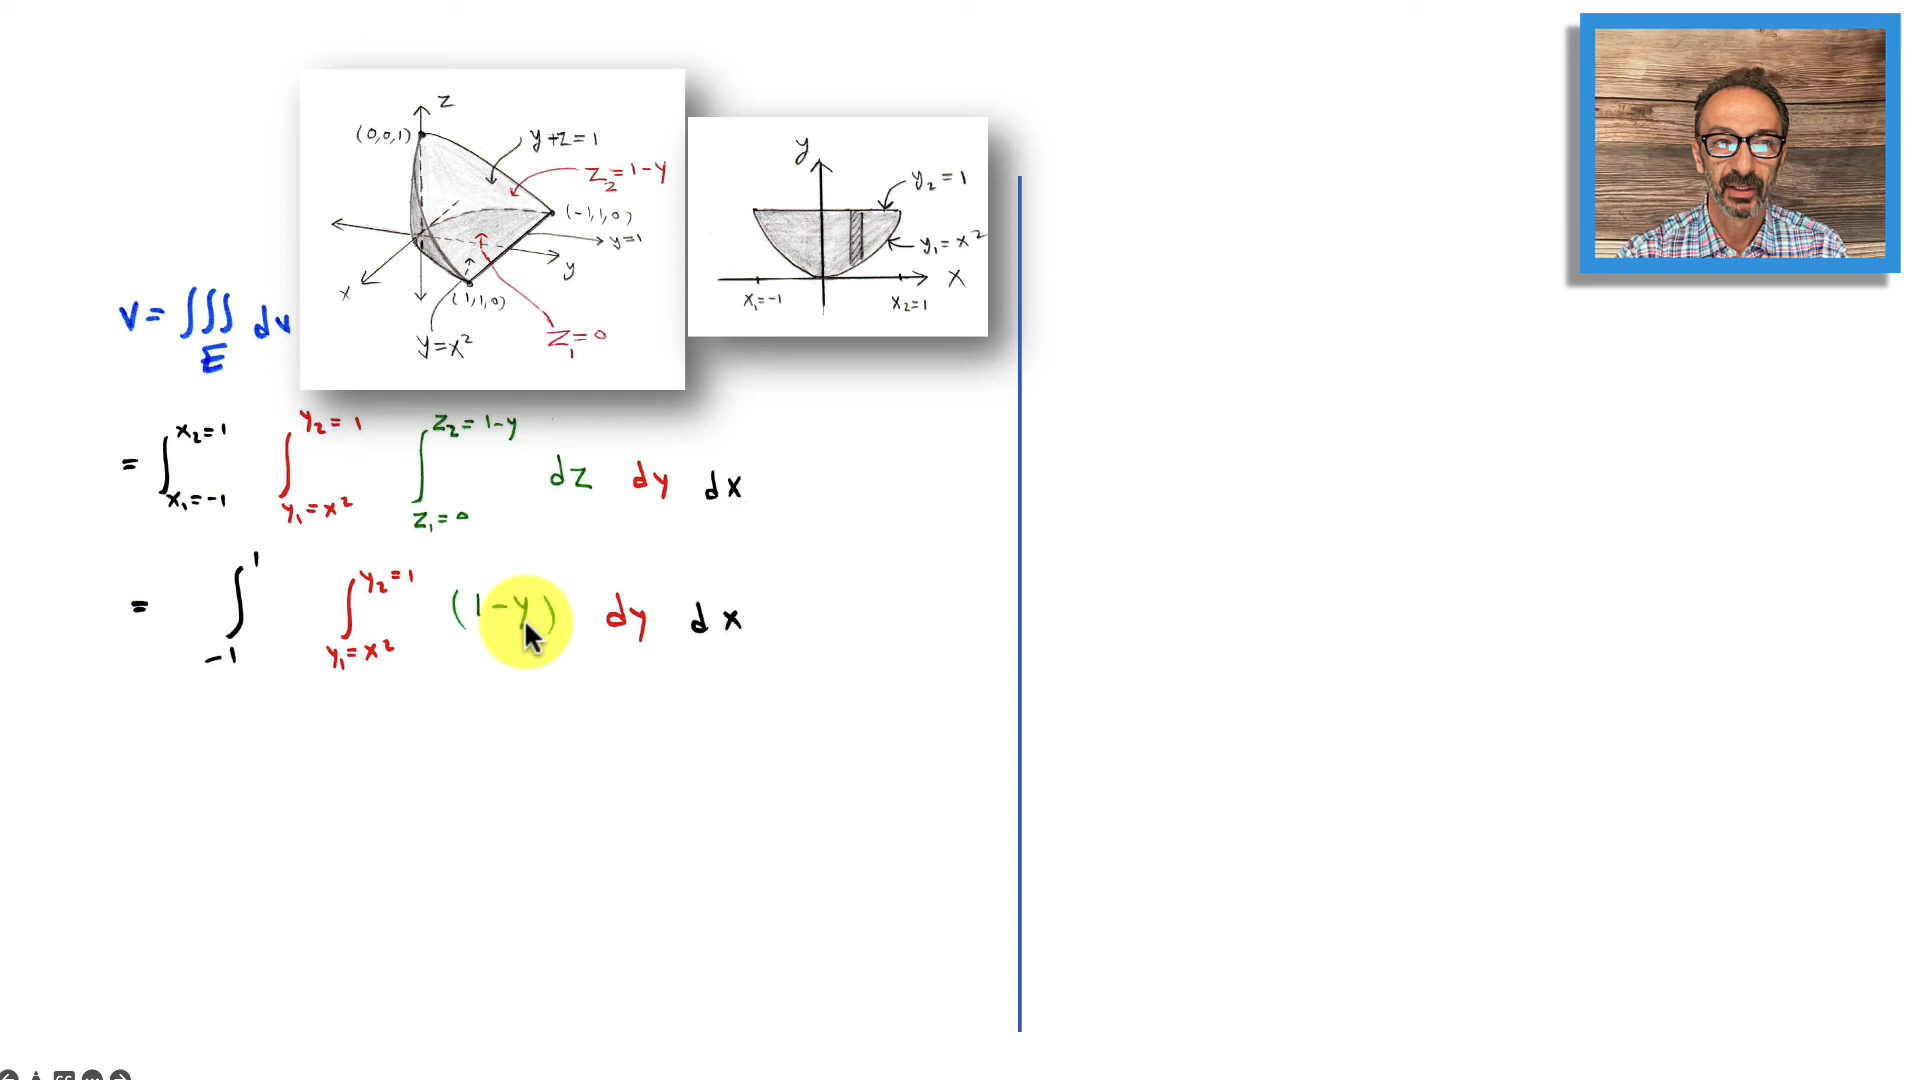 z
(0,0,1)
y+z=1
z₂=1-y
(-1,1,0)
y=1
y
x
(1,1,0)
y=x²
z₁=0
y
y₂=1
y₁=x²
x
x₁=-1
x₂=1
V= ∭ dv
E
= ∫ x₂=1 x₁=-1 ∫ y₂=1 y₁=x² ∫ z₂=1-y z₁=0 dz dy dx
= ∫ 1 -1 ∫ y₂=1 y₁=x² (1-y) dy dx